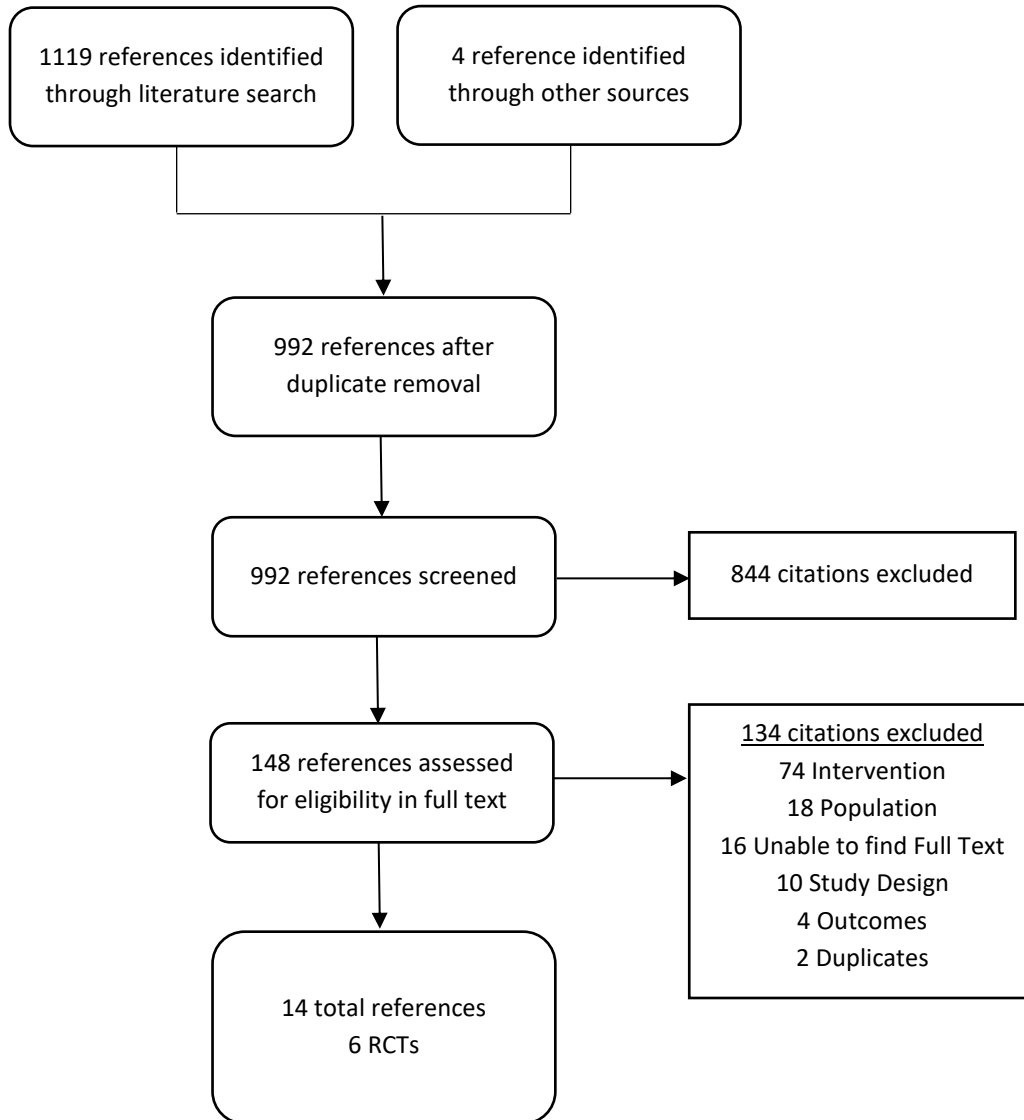 1119 references identified
through literature search
4 reference identified
through other sources
992 references after
duplicate removal
992 references screened
844 citations excluded
148 references assessed
for eligibility in full text
134 citations excluded
74 Intervention
18 Population
16 Unable to find Full Text
10 Study Design
4 Outcomes
2 Duplicates
14 total references
6 RCTs